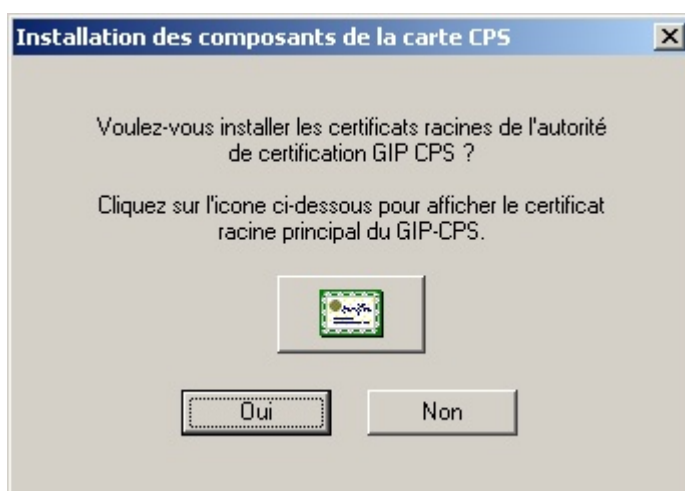 Installation des composants de la carte CPS
Voulez-vous installer les certificats racines de l'autorité
de certification GIP CPS ?
Cliquez sur l'icone ci-dessous pour afficher le certificat
racine principal du GIP-CPS.
Oui
Non